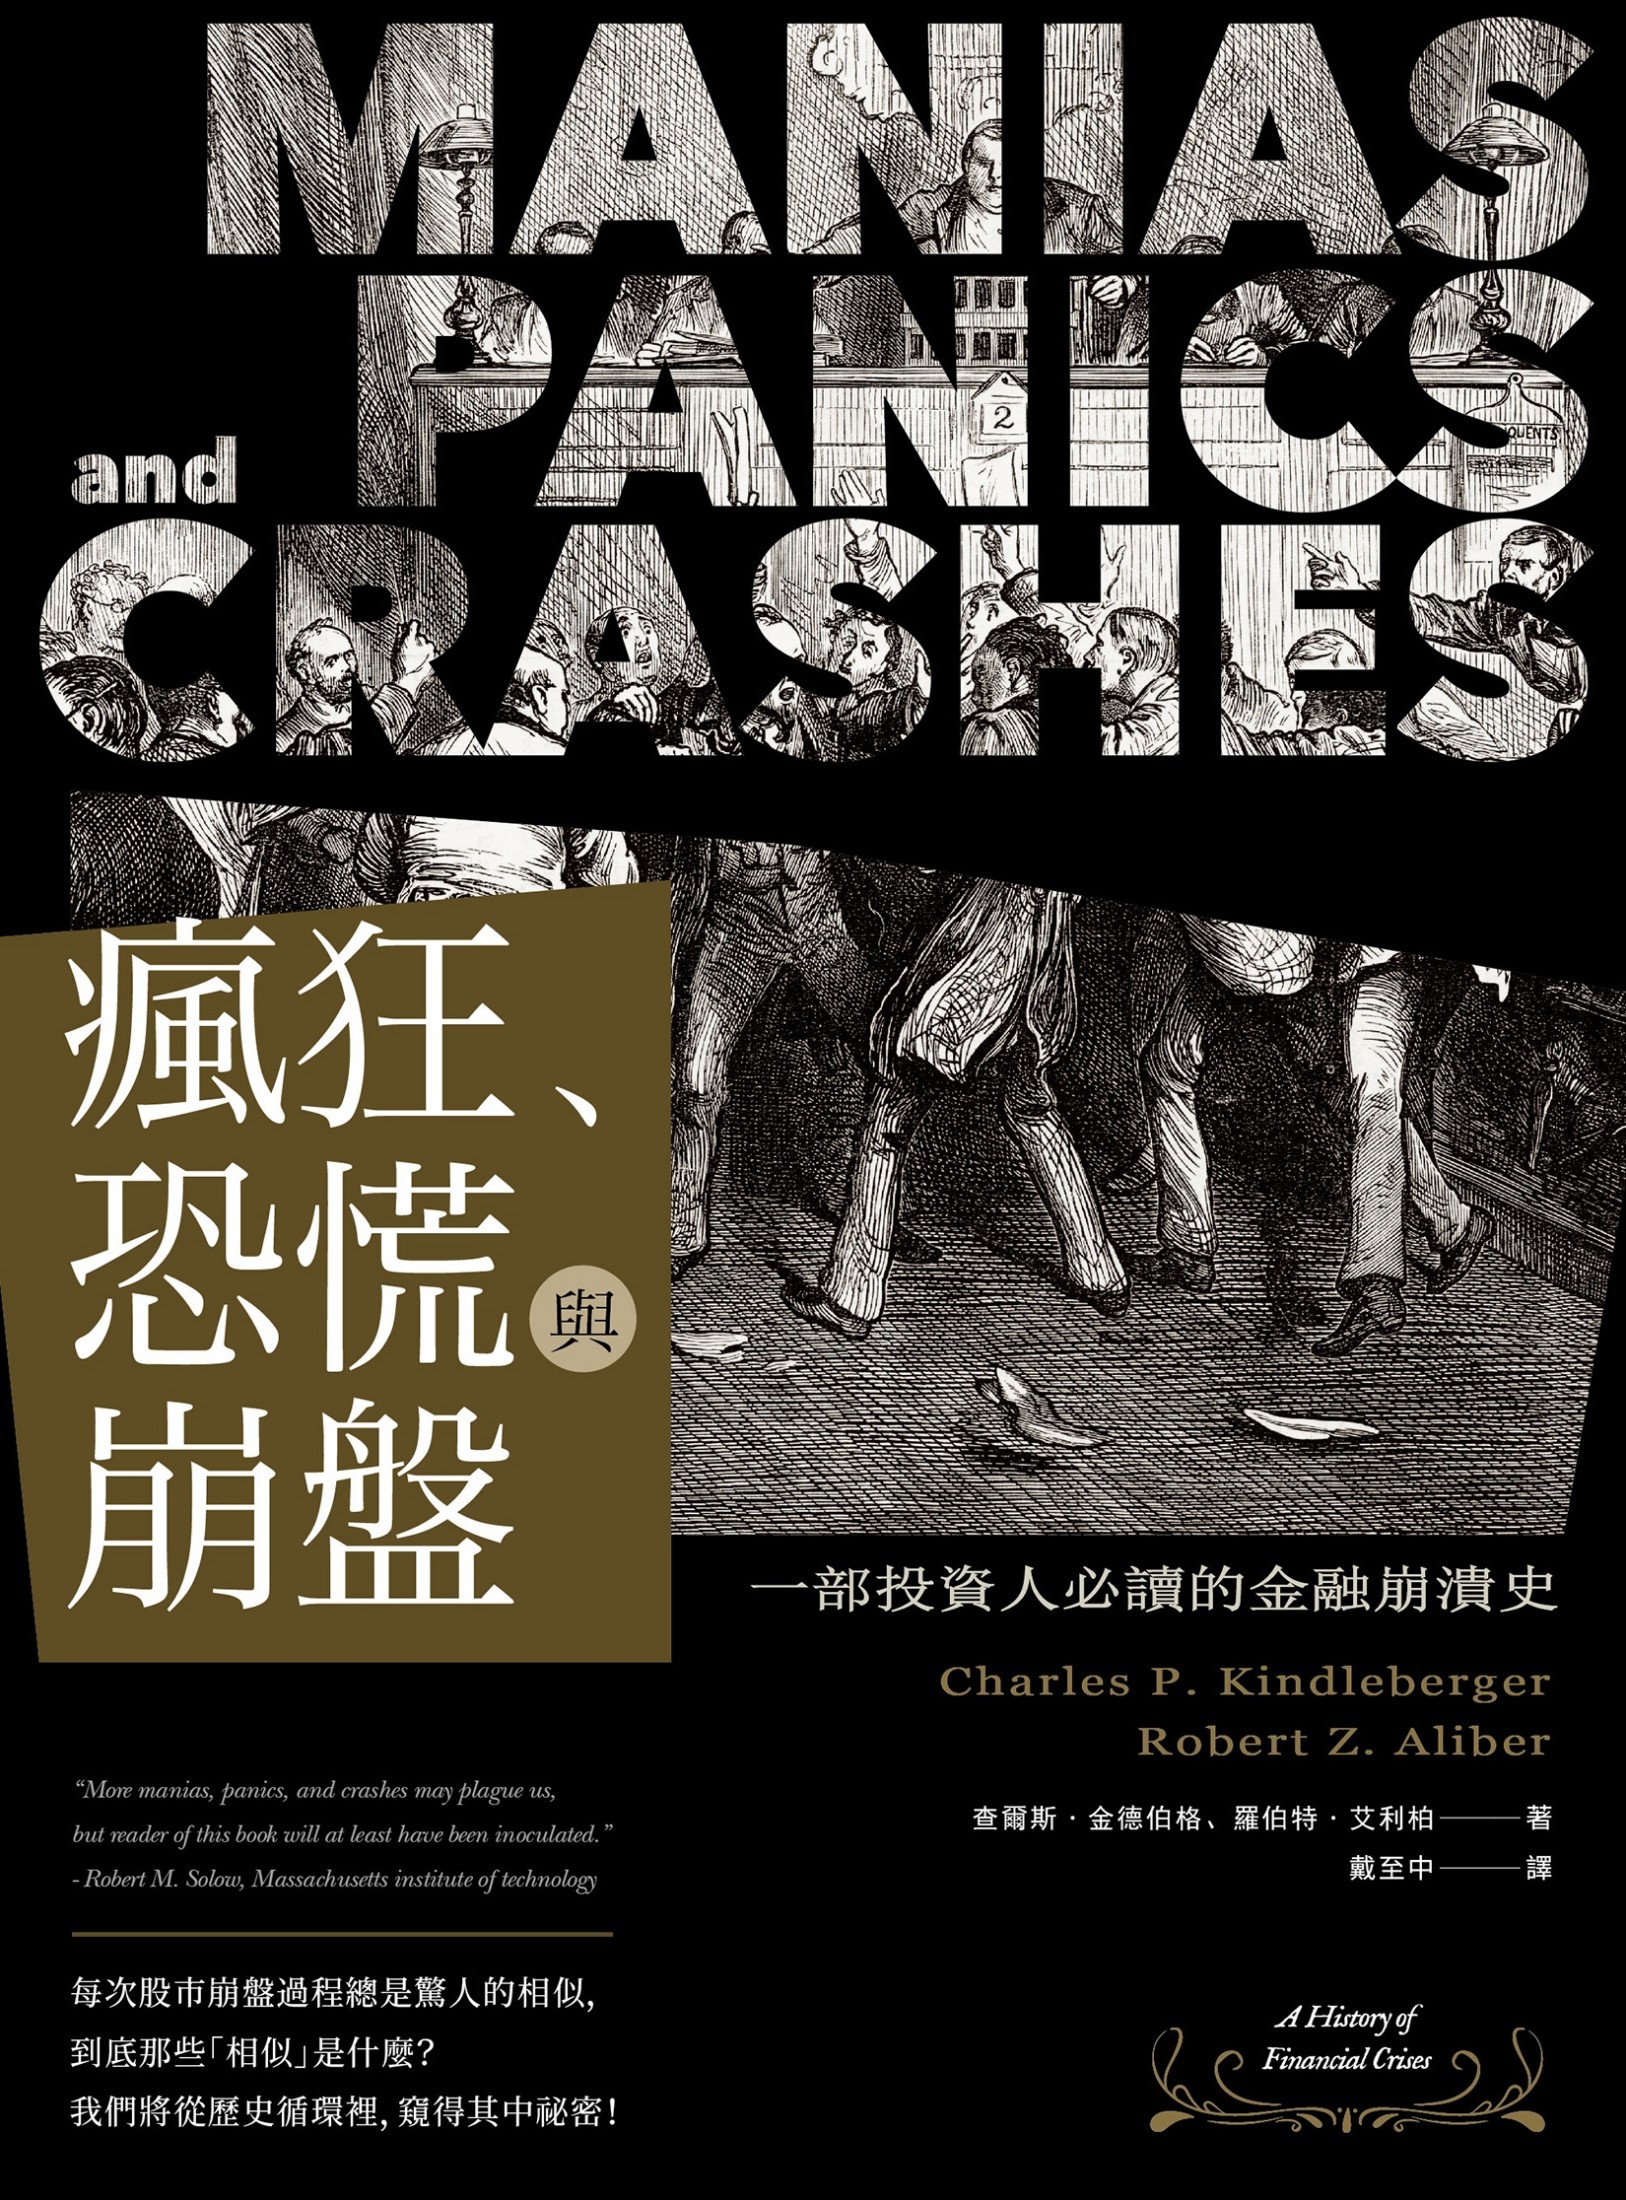 MANIAS
PANICS
and
CRASHES
2
QUENTS
瘋狂、
恐慌與
崩盤
一部投資人必讀的金融崩潰史
Charles P. Kindleberger
Robert Z. Aliber
查爾斯·金德伯格、羅伯特·艾利柏——著
戴至中——譯
“More manias, panics, and crashes may plague us,
but reader of this book will at least have been inoculated.”
- Robert M. Solow, Massachusetts institute of technology
每次股市崩盤過程總是驚人的相似,
到底那些「相似」是什麼?
我們將從歷史循環裡, 窺得其中祕密!
A History of
Financial Crises